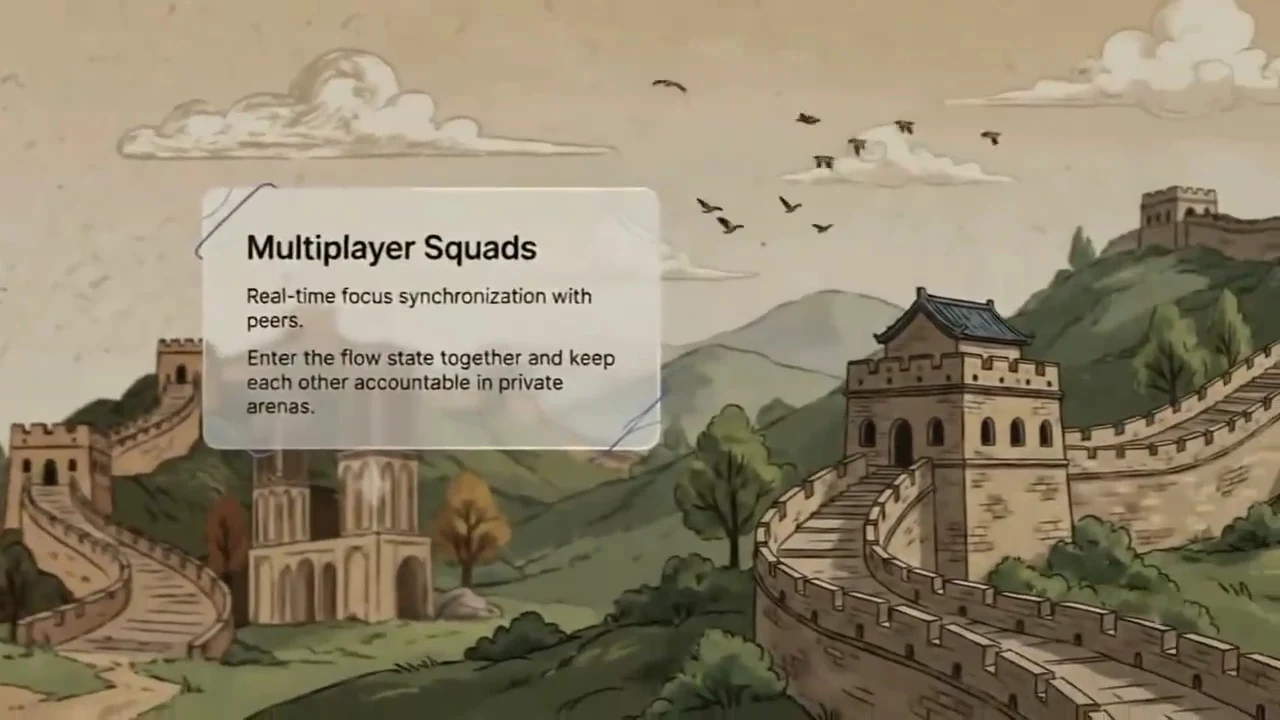 Multiplayer Squads
Real-time focus synchronization with
peers.
Enter the flow state together and keep
each other accountable in private
arenas.